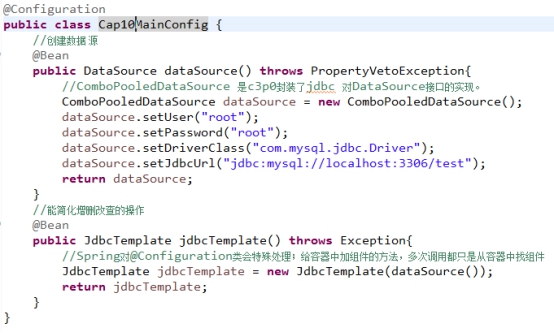 @Configuration
public class Cap10MainConfig {
//创建数据源
@Bean
public DataSource dataSource() throws PropertyVetoException{
//ComboPooledDataSource 是c3p0封装了jdbc 对DataSource接口的实现。
ComboPooledDataSource dataSource = new ComboPooledDataSource();
dataSource.setUser("root");
dataSource.setPassword("root");
dataSource.setDriverClass("com.mysql.jdbc.Driver");
dataSource.setJdbcUrl("jdbc:mysql://localhost:3306/test");
return dataSource;
}
//能简化增删改查的操作
@Bean
public JdbcTemplate jdbcTemplate() throws Exception{
//Spring对@Configuration类会特殊处理；给容器中加组件的方法，多次调用都只是从容器中找组件
JdbcTemplate jdbcTemplate = new JdbcTemplate(dataSource());
return jdbcTemplate;
}
}